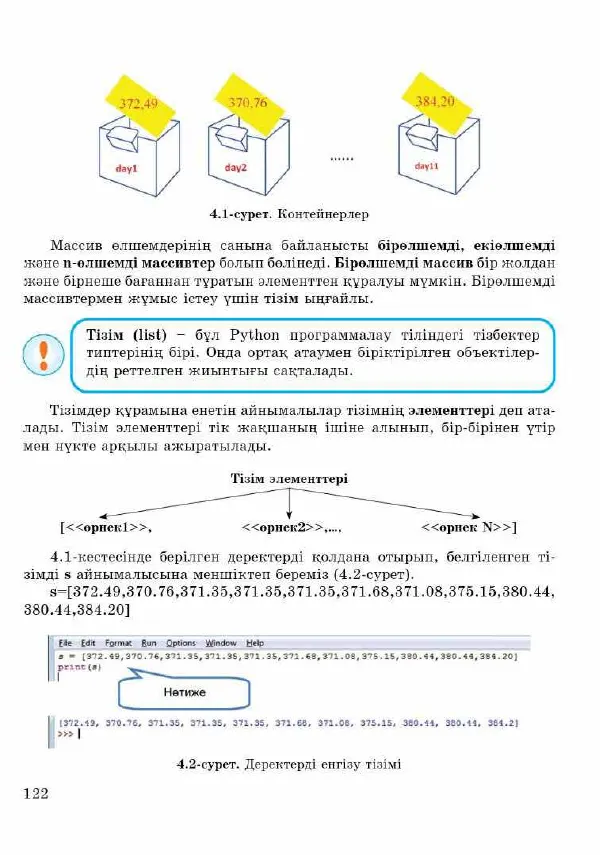 372,49 370,76 384,20
day1 day2 ...... day11
4.1-сурет. Контейнерлер
Массив өлшемдерінің санына байланысты бірөлшемді, екіөлшемді
және n-өлшемді массивтер болып бөлінеді. Бірөлшемді массив бір жолдан
және бірнеше бағаннан тұратын элементтен құралуы мүмкін. Бірөлшемді
массивтермен жұмыс істеу үшін тізім ыңғайлы.
Тізім (list) – бұл Python программалау тіліндегі тізбектер
типтерінің бірі. Онда ортақ атаумен біріктірілген объектілер-
дің реттелген жиынтығы сақталады.
Тізімдер құрамына енетін айнымалылар тізімнің элементтері деп ата-
лады. Тізім элементтері тік жақшаның ішіне алынып, бір-бірінен үтір
мен нүкте арқылы ажыратылады.
Тізім элементтері
[<<орнек1>>, <<орнек2>>,..., <<орнек N>>]
4.1-кестесінде берілген деректерді қолдана отырып, белгіленген ті-
зімді s айнымалысына меншіктеп береміз (4.2-сурет).
s=[372.49,370.76,371.35,371.35,371.35,371.68,371.08,375.15,380.44,
380.44,384.20]
File Edit Format Run Options Window Help
s = [372.49,370.76,371.35,371.35,371.35,371.68,371.08,375.15,380.44,380.44,384.20]
print(s)
Нәтиже
[372.49, 370.76, 371.35, 371.35, 371.35, 371.68, 371.08, 375.15, 380.44, 380.44, 384.2]
>>>
4.2-сурет. Деректерді енгізу тізімі
122